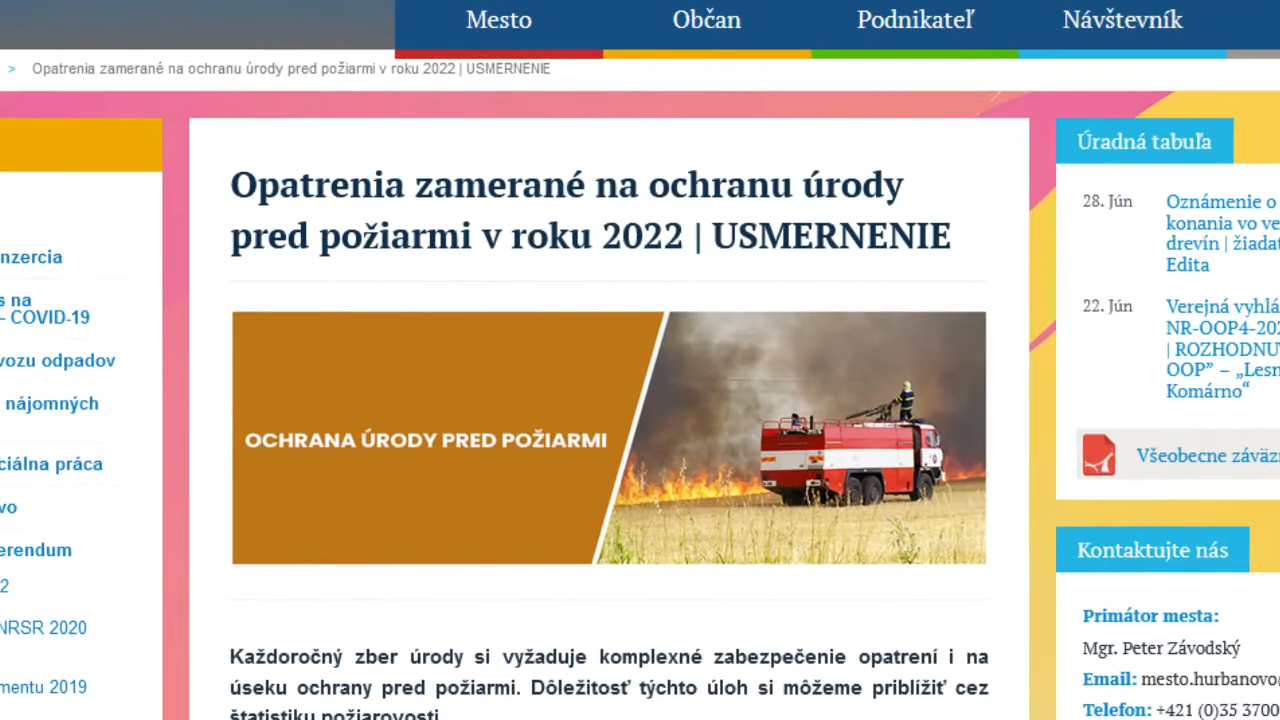 Mesto Občan Podnikateľ Návštevník
> Opatrenia zamerané na ochranu úrody pred požiarmi v roku 2022 | USMERNENIE
nzercia
s na
– COVID-19
vozu odpadov
nájomných
ciálna práca
vo
erendum
2
NRSR 2020
mentu 2019
Opatrenia zamerané na ochranu úrody
pred požiarmi v roku 2022 | USMERNENIE
OCHRANA ÚRODY PRED POŽIARMI
Každoročný zber úrody si vyžaduje komplexné zabezpečenie opatrení i na
úseku ochrany pred požiarmi. Dôležitosť týchto úloh si môžeme priblížiť cez
štatistiku požiarovosti
Úradná tabuľa
28. Jún Oznámenie o
konania vo ve
drevín | žiadat
Edita
22. Jún Verejná vyhlá
NR-OOP4-202
| ROZHODNU
OOP” – „Lesn
Komárno“
Všeobecne záväzn
Kontaktujte nás
Primátor mesta:
Mgr. Peter Závodský
Email: mesto.hurbanovo@
Telefon: +421 (0)35 3700